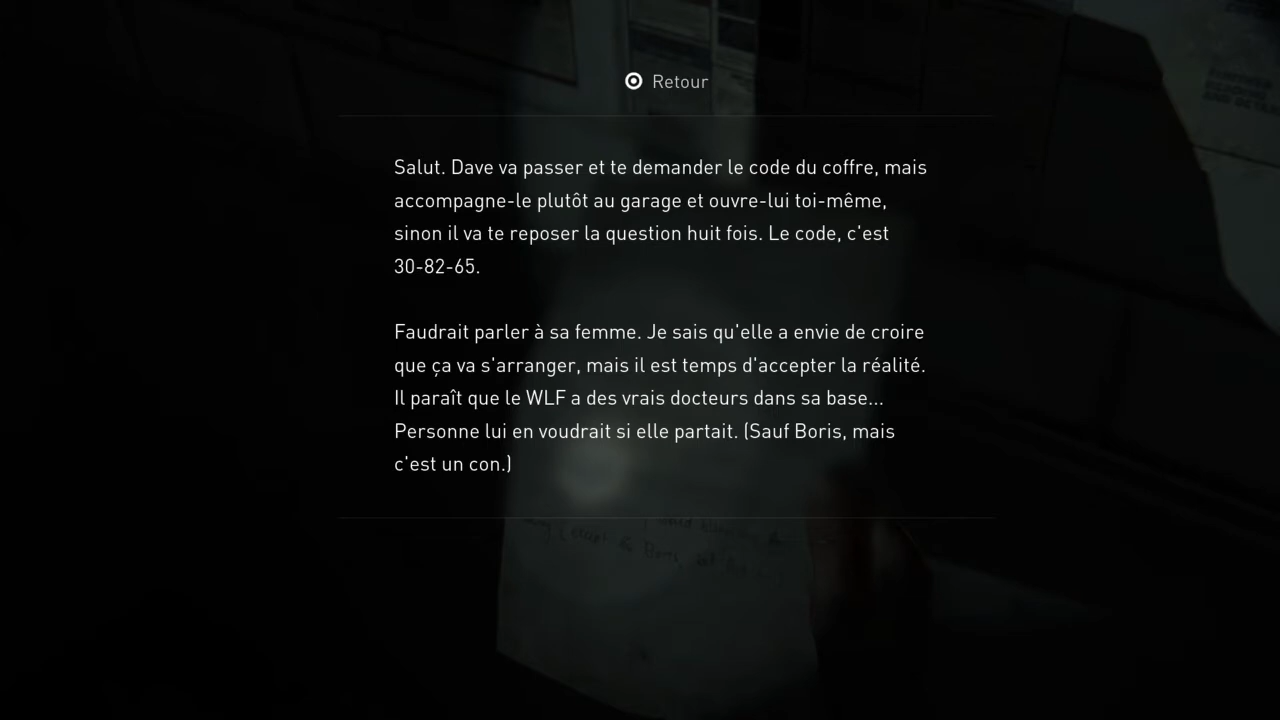 Retour
Salut. Dave va passer et te demander le code du coffre, mais
accompagne-le plutôt au garage et ouvre-lui toi-même,
sinon il va te reposer la question huit fois. Le code, c'est
30-82-65.
Faudrait parler à sa femme. Je sais qu'elle a envie de croire
que ça va s'arranger, mais il est temps d'accepter la réalité.
Il paraît que le WLF a des vrais docteurs dans sa base...
Personne lui en voudrait si elle partait. (Sauf Boris, mais
c'est un con.)